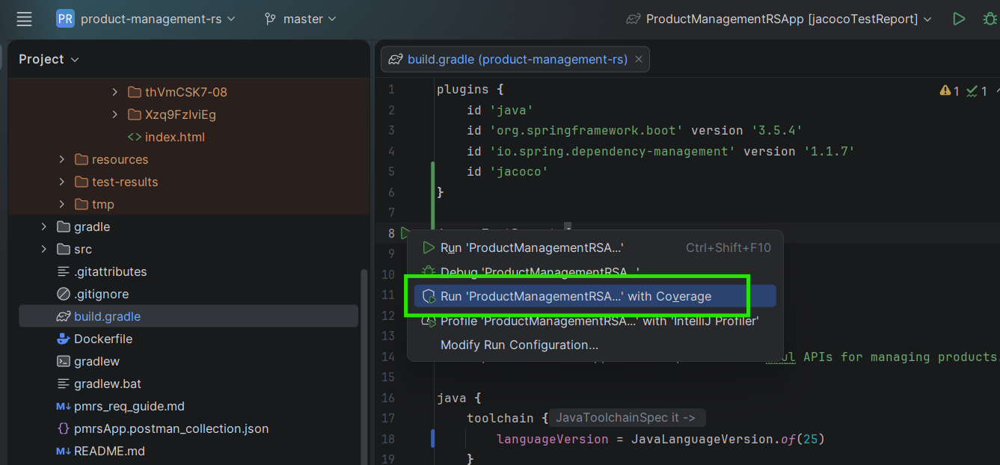 PR product-management-rs master ProductManagementRSApp [jacocoTestReport]
Project
thVmCSK7-08
Xzq9FzIviEg
<> index.html
resources
test-results
tmp
gradle
src
.gitattributes
.gitignore
build.gradle
Dockerfile
gradlew
gradlew.bat
M↓ pmrs_req_guide.md
{} pmrsApp.postman_collection.json
M↓ README.md
build.gradle (product-management-rs)
1 plugins { 1 1
2 id 'java'
3 id 'org.springframework.boot' version '3.5.4'
4 id 'io.spring.dependency-management' version '1.1.7'
5 id 'jacoco'
6 }
7
8 {
Run 'ProductManagementRSA...' Ctrl+Shift+F10
9
10 Debug 'ProductManagementRSA...'
11 Run 'ProductManagementRSA...' with Coverage
12 Profile 'ProductManagementRSA...' with 'IntelliJ Profiler'
13 Modify Run Configuration...
14 APIs for managing products.
15
16 java {
17 toolchain { JavaToolchainSpec it ->
18 languageVersion = JavaLanguageVersion.of(25)
19 }